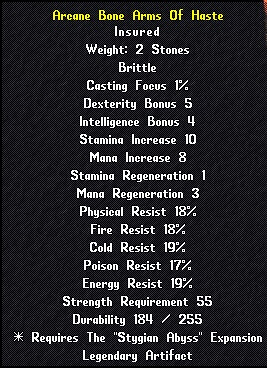 Arcane Bone Arms Of Haste
Insured
Weight: 2 Stones
Brittle
Casting Focus 1%
Dexterity Bonus 5
Intelligence Bonus 4
Stamina Increase 10
Mana Increase 8
Stamina Regeneration 1
Mana Regeneration 3
Physical Resist 18%
Fire Resist 18%
Cold Resist 19%
Poison Resist 17%
Energy Resist 19%
Strength Requirement 55
Durability 184 / 255
* Requires The "Stygian Abyss" Expansion
Legendary Artifact